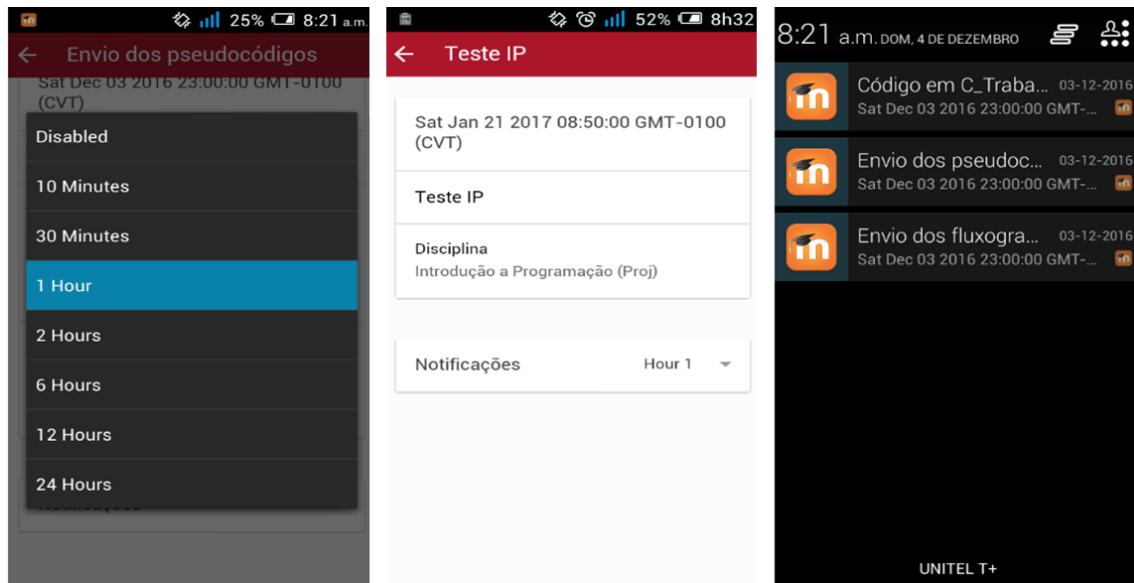 25% 8:21 a.m.
Envio dos pseudocódigos
Sat Dec 03 2016 23:00:00 GMT-0100
(CVT)
Disabled
10 Minutes
30 Minutes
1 Hour
2 Hours
6 Hours
12 Hours
24 Hours
Notificações
52% 8h32
Teste IP
Sat Jan 21 2017 08:50:00 GMT-0100
(CVT)
Teste IP
Disciplina
Introdução a Programação (Proj)
Notificações Hour 1
8:21 a.m. DOM, 4 DE DEZEMBRO
Código em C_Traba... 03-12-2016
Sat Dec 03 2016 23:00:00 GMT-...
Envio dos pseudoc... 03-12-2016
Sat Dec 03 2016 23:00:00 GMT-...
Envio dos fluxogra... 03-12-2016
Sat Dec 03 2016 23:00:00 GMT-...
UNITEL T+